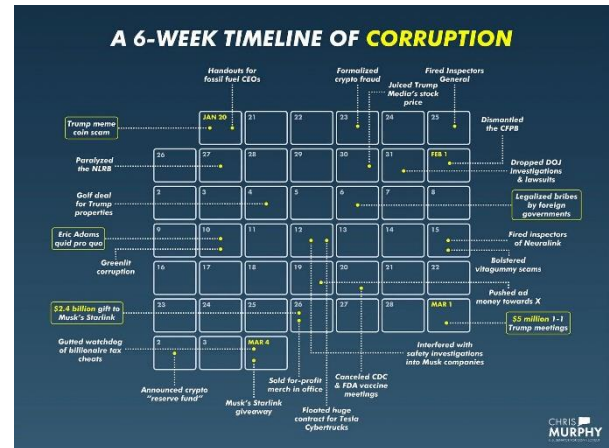 A 6-WEEK TIMELINE OF CORRUPTION
Handouts for
fossil fuel CEOs
Formalized
crypto fraud
Juiced Trump
Media's stock
price
Fired Inspectors
General
Trump meme
coin scam
JAN 20
21
22
23
24
25
Dismantled
the CFPB
Paralyzed
the NLRB
26
27
28
29
30
31
FEB 1
Dropped DOJ
investigations
& lawsuits
Golf deal
for Trump
properties
2
3
4
5
6
7
8
Legalized bribes
by foreign
governments
Eric Adams
quid pro quo
Greenlit
corruption
9
10
11
12
13
14
15
Fired inspectors
of Neuralink
Bolstered
vitagummy scams
16
17
18
19
20
21
22
Pushed ad
money towards X
$2.4 billion gift to
Musk's Starlink
23
24
25
26
27
28
MAR 1
$5 million 1-1
Trump meetings
Gutted watchdog
of billionaire tax
cheats
2
3
MAR 4
Announced crypto
"reserve fund"
Musk's Starlink
giveaway
Sold for-profit
merch in office
Floated huge
contract for Tesla
Cybertrucks
Canceled CDC
& FDA vaccine
meetings
Interfered with
safety investigations
into Musk companies
CHRIS
MURPHY